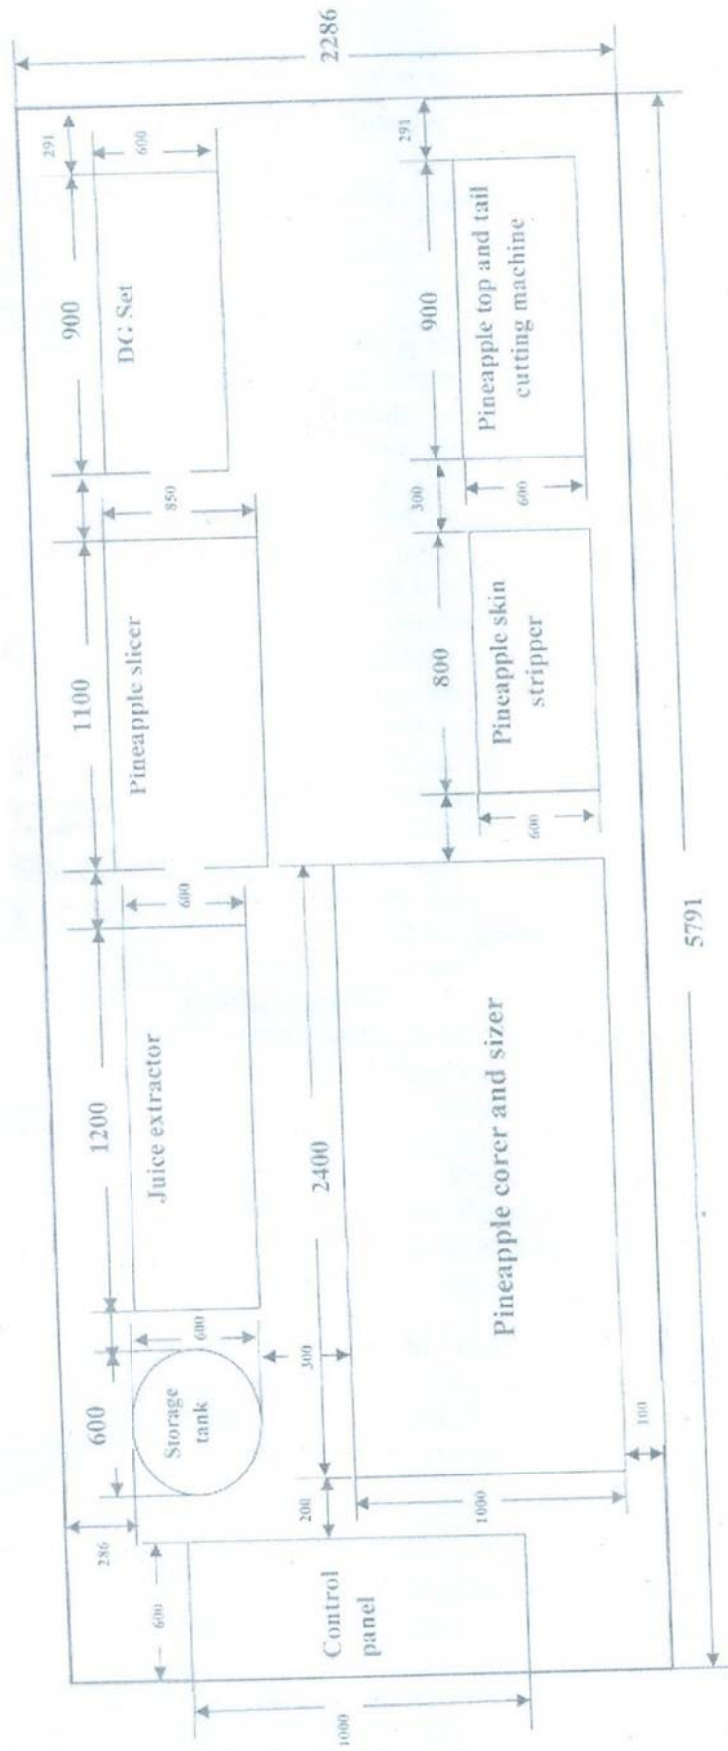 2286
291
600
900
DG Set
850
1100
Pineapple slicer
600
1200
Juice extractor
600
600
Storage
tank
286
300
200
600
Control
panel
1000
2400
Pineapple corer and sizer
1000
100
600
800
Pineapple skin
stripper
300
600
900
Pineapple top and tail
cutting machine
291
5791